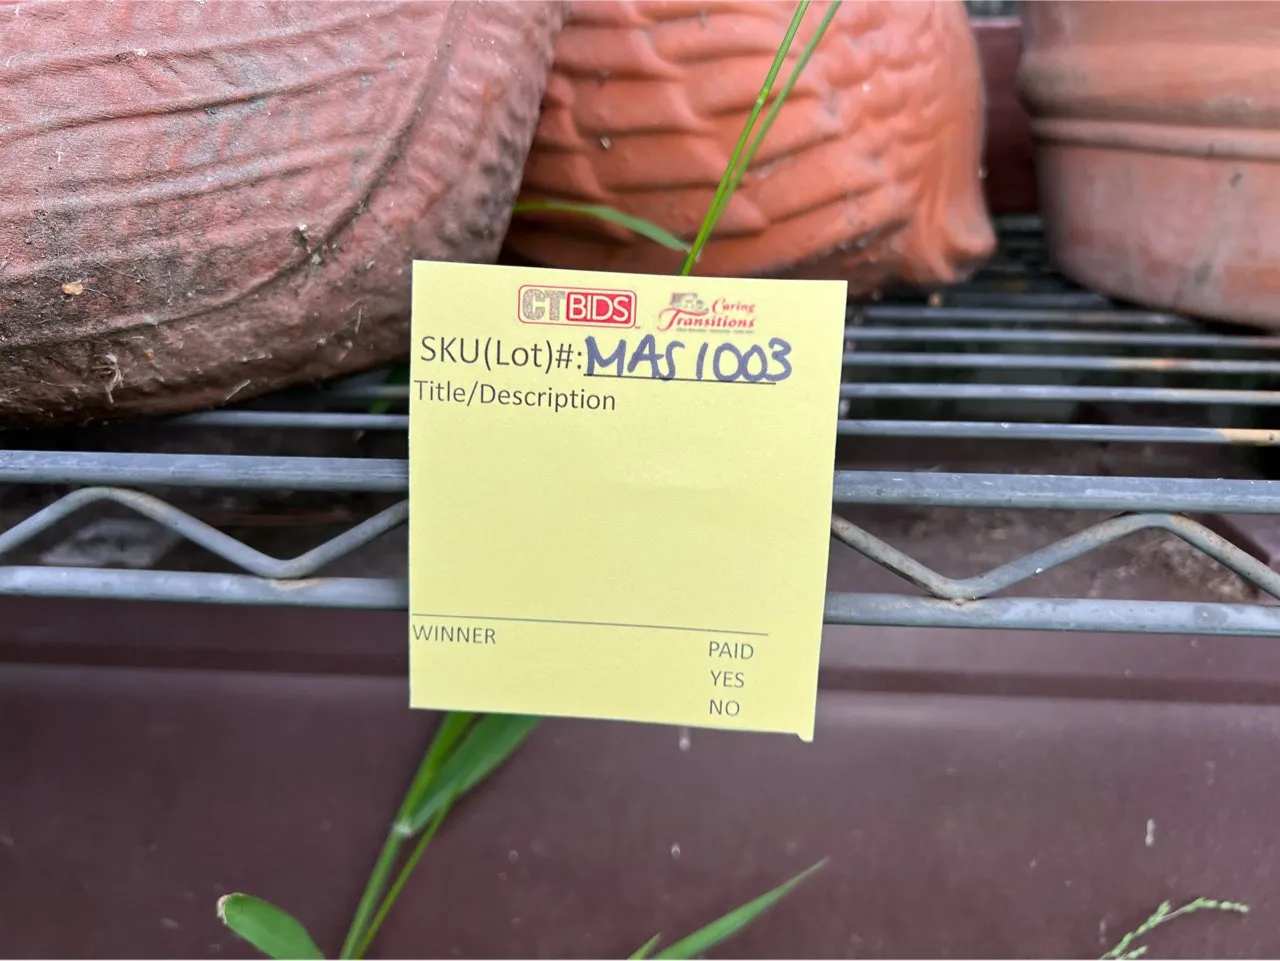 CTBIDS Caring Transitions
SKU(Lot)#: MAS1003
Title/Description
WINNER PAID
YES
NO